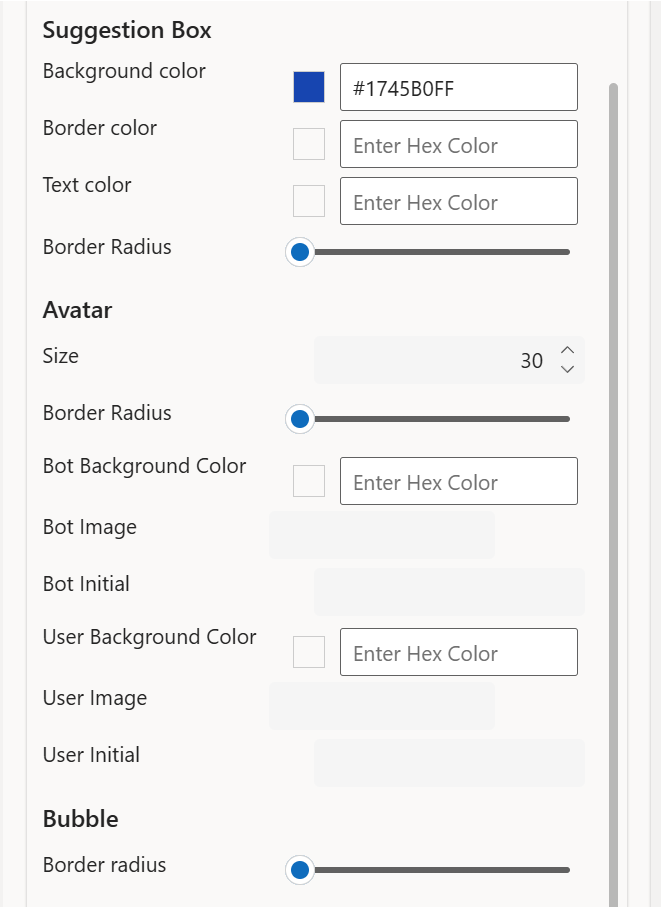 Suggestion Box
Background color
#1745B0FF
Border color
Enter Hex Color
Text color
Enter Hex Color
Border Radius
Avatar
Size
30
Border Radius
Bot Background Color
Enter Hex Color
Bot Image
Bot Initial
User Background Color
Enter Hex Color
User Image
User Initial
Bubble
Border radius